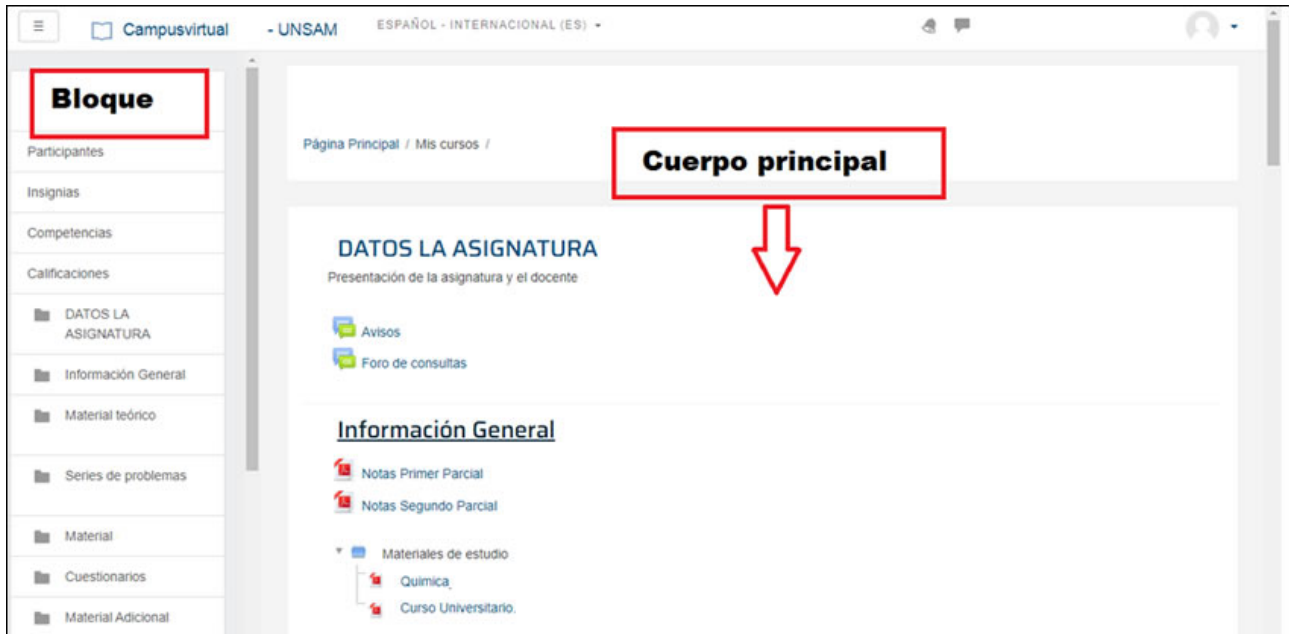 Campusvirtual - UNSAM ESPAÑOL - INTERNACIONAL (ES)
Bloque
Participantes
Insignias
Competencias
Calificaciones
DATOS LA
ASIGNATURA
Información General
Material teórico
Series de problemas
Material
Cuestionarios
Material Adicional
Página Principal / Mis cursos /
Cuerpo principal
DATOS LA ASIGNATURA
Presentación de la asignatura y el docente
Avisos
Foro de consultas
Información General
Notas Primer Parcial
Notas Segundo Parcial
Materiales de estudio
Quimica
Curso Universitario.